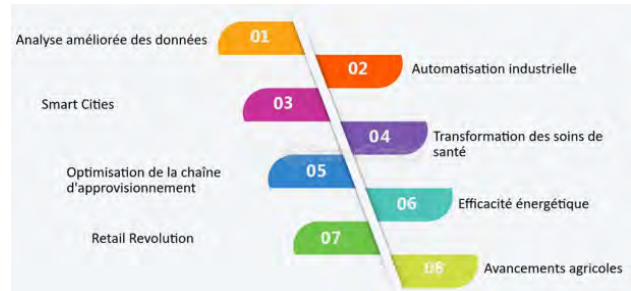 Analyse améliorée des données
01
02
Automatisation industrielle
Smart Cities
03
04
Transformation des soins de
santé
Optimisation de la chaîne
d'approvisionnement
05
06
Efficacité énergétique
Retail Revolution
07
08
Avancements agricoles